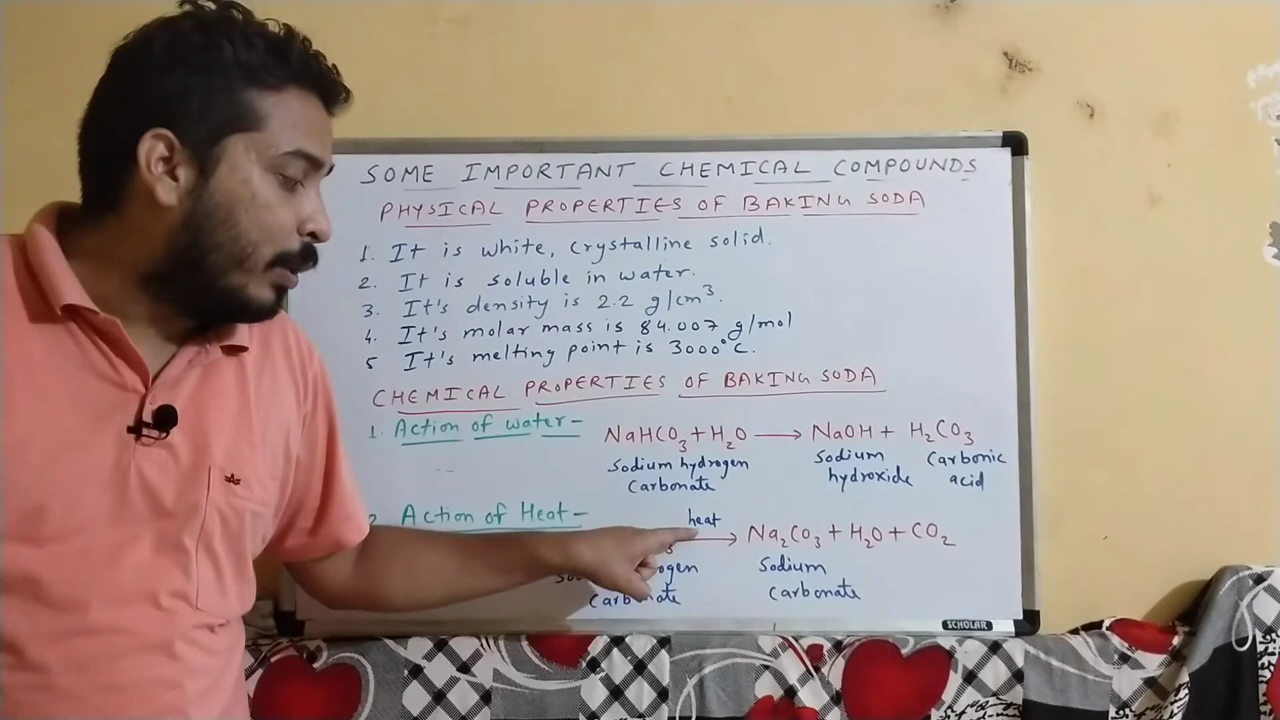 SOME IMPORTANT CHEMICAL COMPOUNDS
PHYSICAL PROPERTIES OF BAKING SODA
1. It is white, crystalline solid.
2. It is soluble in water.
3. It's density is 2.2 g/cm³.
4. It's molar mass is 84.007 g/mol
5 It's melting point is 3000°C.
CHEMICAL PROPERTIES OF BAKING SODA
1. Action of water- NaHCO₃ + H₂O → NaOH + H₂CO₃
Sodium hydrogen Carbonate Sodium hydroxide Carbonic acid
2. Action of Heat- heat → Na₂CO₃ + H₂O + CO₂
Sodium
Carbonate
SCHOLAR